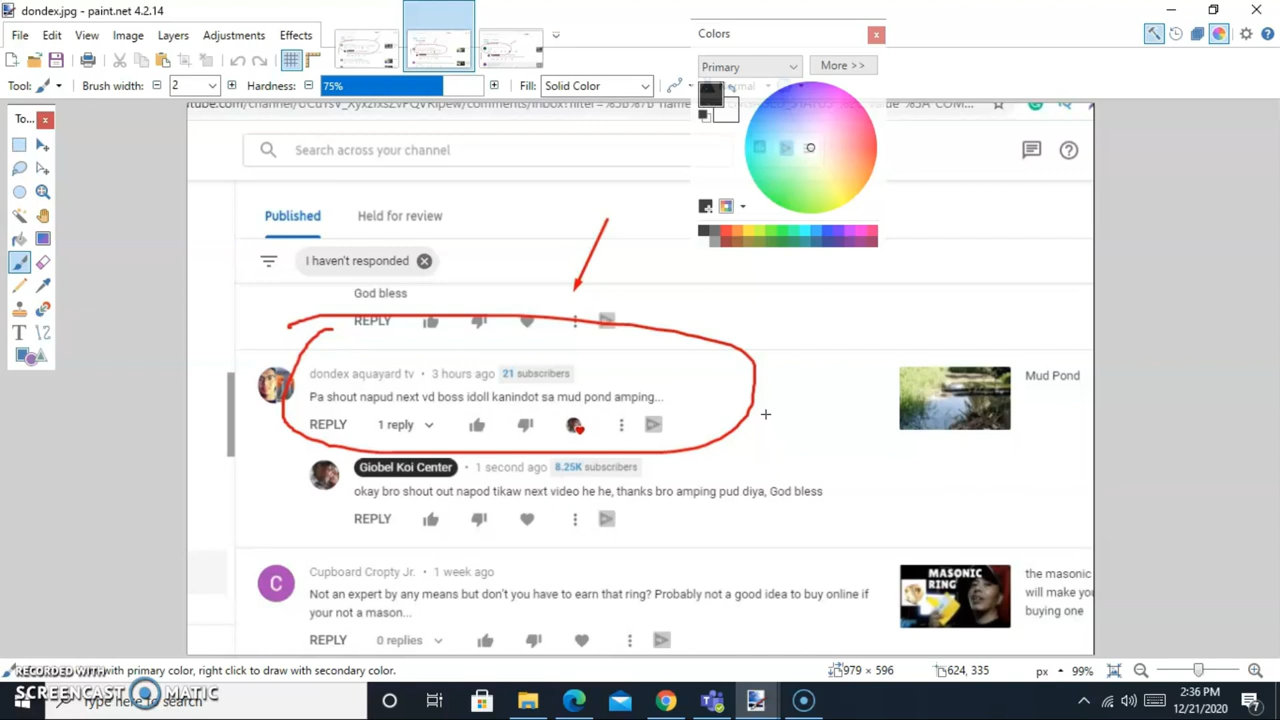 dondex.jpg - paint.net 4.2.14
File Edit View Image Layers Adjustments Effects
Colors
Primary
More >>
Tool:
Brush width:
2
Hardness:
75%
Fill:
Solid Color
Normal
To...
Search across your channel
Published
Held for review
I haven't responded
God bless
REPLY
dondex aquayard tv • 3 hours ago 21 subscribers
Pa shout napud next vd boss idoll kanindot sa mud pond amping...
REPLY 1 reply
Mud Pond
Giobel Koi Center • 1 second ago 8.25K subscribers
okay bro shout out napod tikaw next video he he, thanks bro amping pud diya, God bless
REPLY
C
Cupboard Cropty Jr. • 1 week ago
Not an expert by any means but don't you have to earn that ring? Probably not a good idea to buy online if
your not a mason...
REPLY 0 replies
MASONIC
RING
the masonic
will make you
buying one
with primary color, right click to draw with secondary color.
979 × 596
624, 335
px
99%
RECORDED WITH
SCREENCAST MATIC
Type here to search
2:36 PM
12/21/2020
7